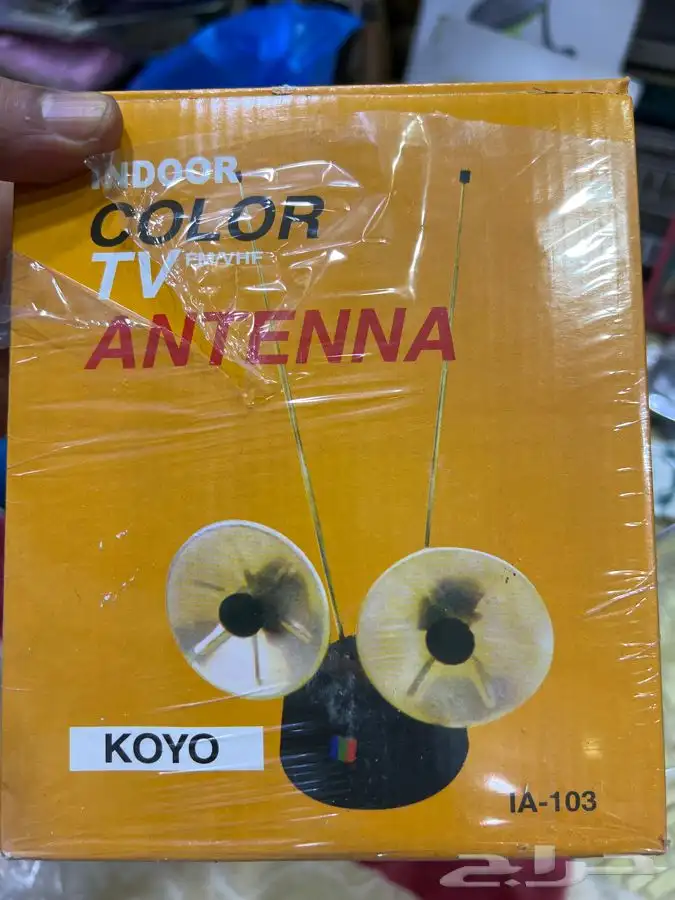 INDOOR
COLOR
TV FM/VHF
ANTENNA
KOYO
IA-103
حراج